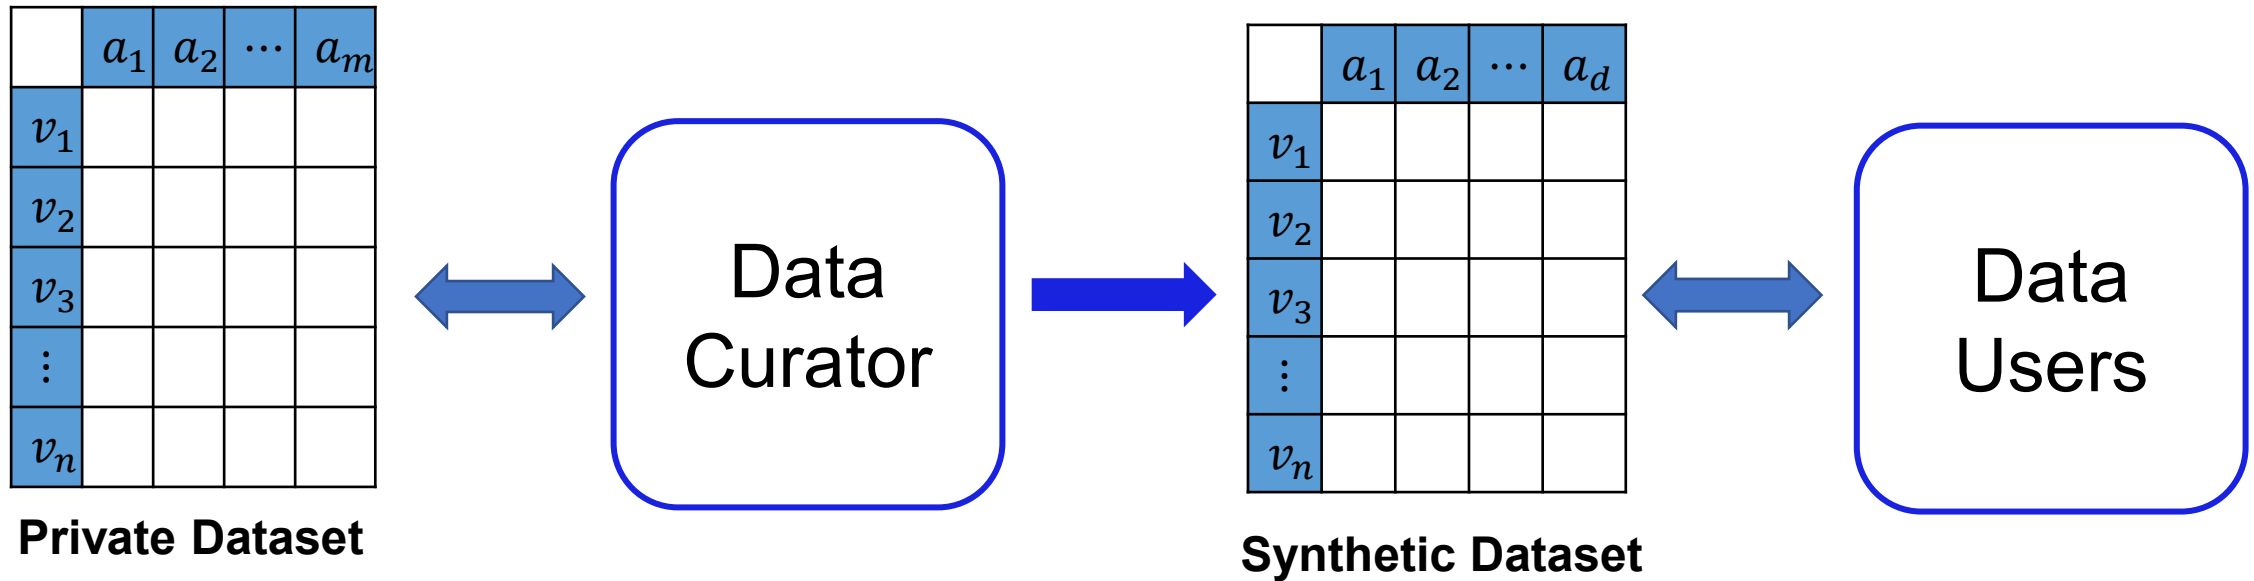 a₁ a₂ ⋯ aₘ
v₁
v₂
v₃
⋮
vₙ
Private Dataset
Data
Curator
a₁ a₂ ⋯ a_d
v₁
v₂
v₃
⋮
vₙ
Synthetic Dataset
Data
Users